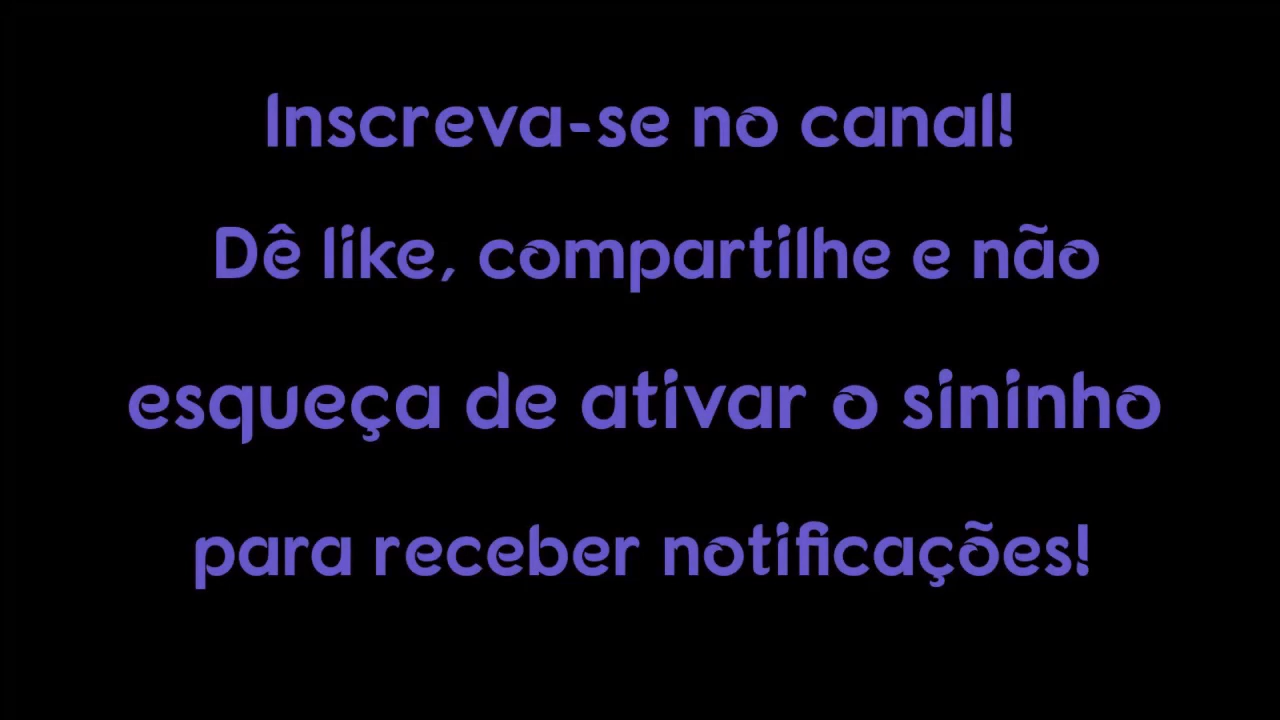 Inscreva-se no canal!
Dê like, compartilhe e não
esqueça de ativar o sininho
para receber notificações!